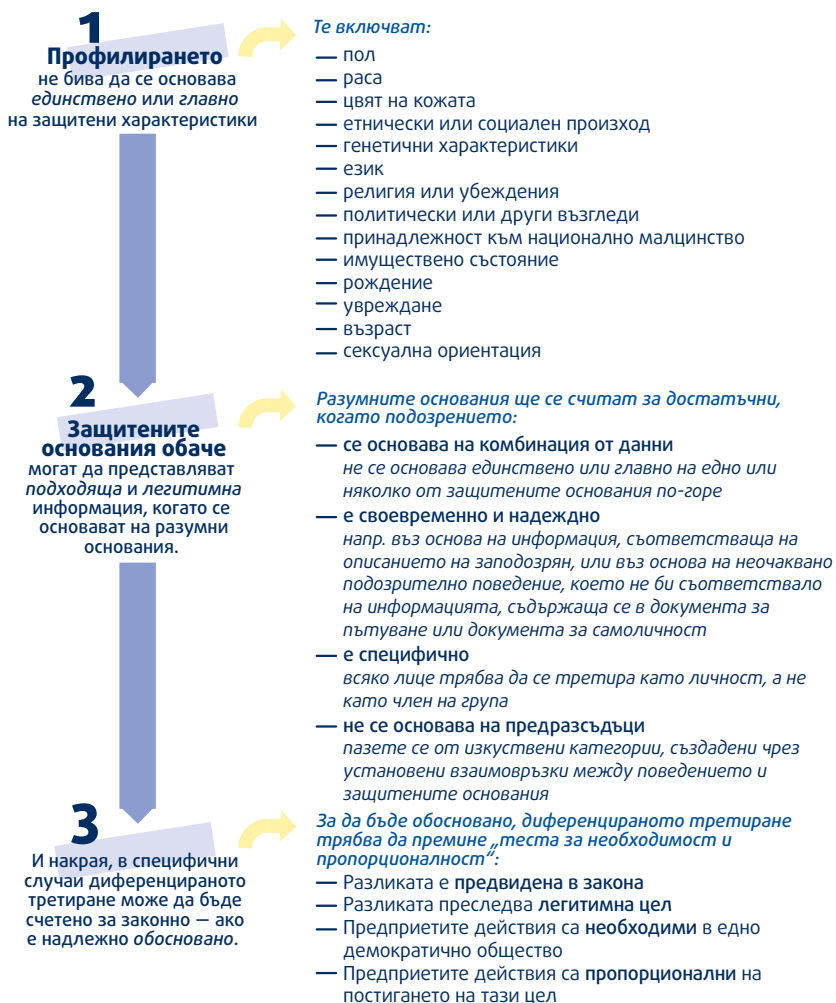 1
Профилирането
не бива да се основава
единствено или главно
на защитени характеристики
Те включват:
— пол
— раса
— цвят на кожата
— етнически или социален произход
— генетични характеристики
— език
— религия или убеждения
— политически или други възгледи
— принадлежност към национално малцинство
— имуществено състояние
— рождение
— увреждане
— възраст
— сексуална ориентация
2
Защитените
основания обаче
могат да представляват
подходяща и легитимна
информация, когато се
основават на разумни
основания.
Разумните основания ще се считат за достатъчни,
когато подозрението:
— се основава на комбинация от данни
не се основава единствено или главно на едно или
няколко от защитените основания по-горе
— е своевременно и надеждно
напр. въз основа на информация, съответстваща на
описанието на заподозрян, или въз основа на неочаквано
подозрително поведение, което не би съответствало
на информацията, съдържаща се в документа за
пътуване или документа за самоличност
— е специфично
всяко лице трябва да се третира като личност, а не
като член на група
— не се основава на предразсъдъци
пазете се от изкуствени категории, създадени чрез
установени взаимовръзки между поведението и
защитените основания
3
И накрая, в специфични
случаи диференцираното
третиране може да бъде
счетено за законно — ако
е надлежно обосновано.
За да бъде обосновано, диференцираното третиране
трябва да премине „теста за необходимост и
пропорционалност“:
— Разликата е предвидена в закона
— Разликата преследва легитимна цел
— Предприетите действия са необходими в едно
демократично общество
— Предприетите действия са пропорционални на
постигането на тази цел